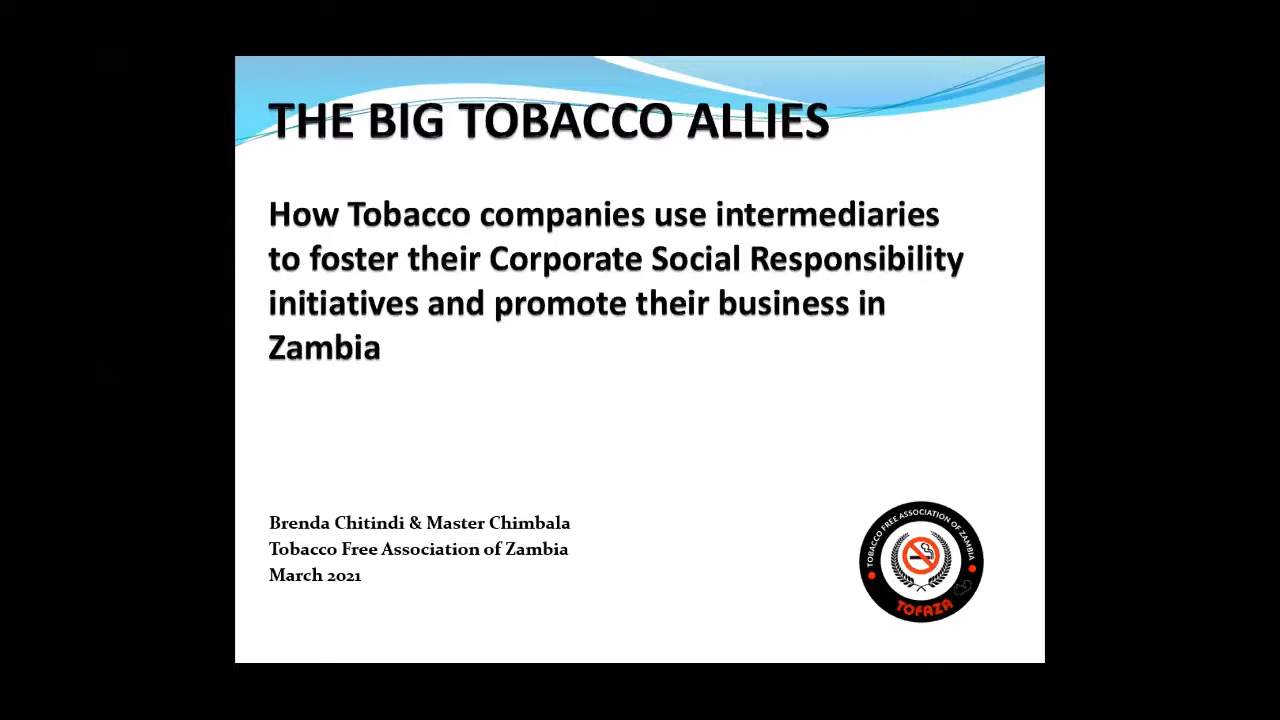 THE BIG TOBACCO ALLIES
How Tobacco companies use intermediaries
to foster their Corporate Social Responsibility
initiatives and promote their business in
Zambia
Brenda Chitindi & Master Chimbala
Tobacco Free Association of Zambia
March 2021
TOBACCO FREE ASSOCIATION OF ZAMBIA
TOFAZA